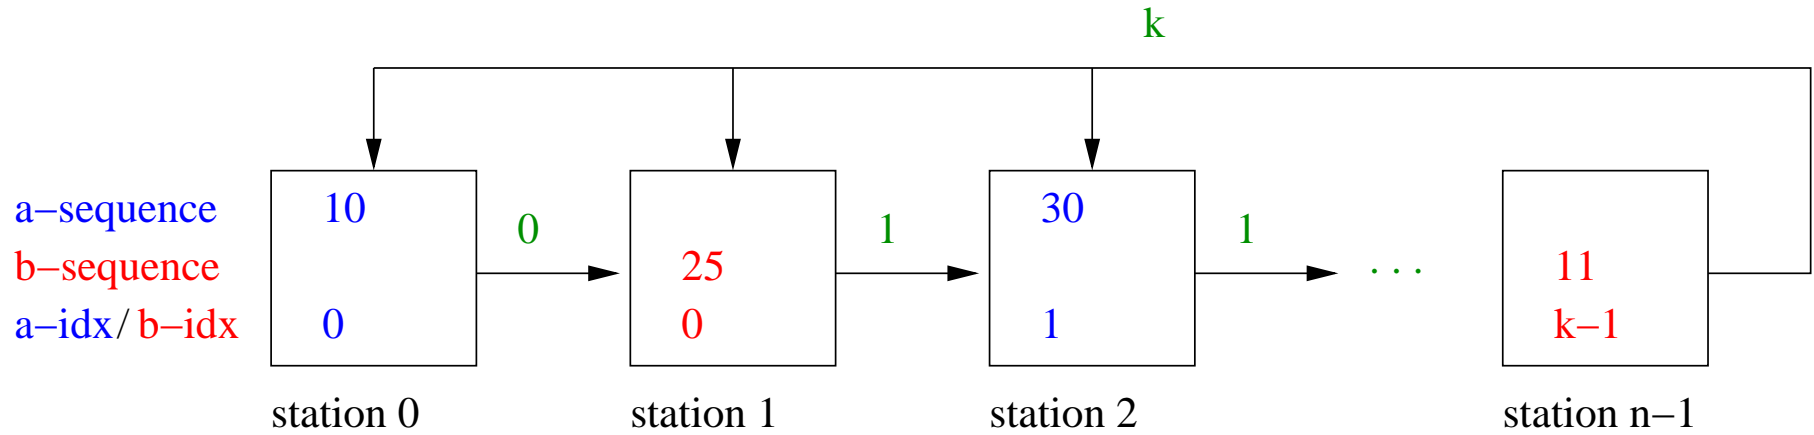 k
a−sequence 10 30
0 1 1
b−sequence 25 · · · 11
a−idx/ b−idx 0 0 1 k−1
station 0 station 1 station 2 station n−1